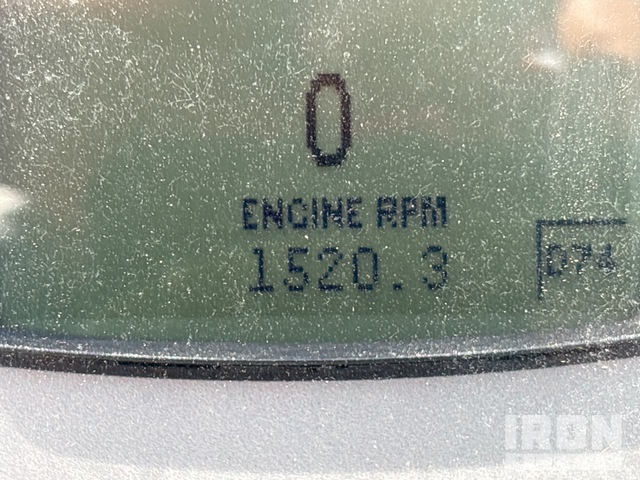 0
ENGINE RPM
1520.3
074
IRON